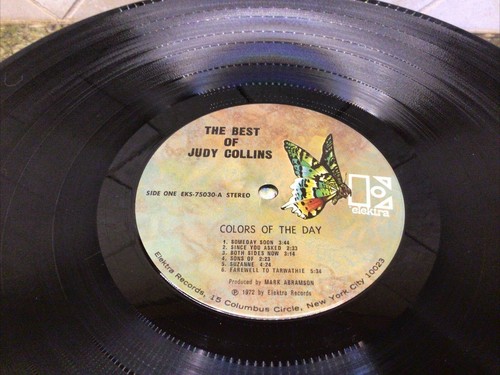 THE BEST
OF
JUDY COLLINS
elektra
SIDE ONE EKS-75030-A STEREO
COLORS OF THE DAY
1. SOMEDAY SOON 3:44
2. SINCE YOU ASKED 2:33
3. BOTH SIDES NOW 3:16
4. SONS OF 2:23
5. SUZANNE 4:24
6. FAREWELL TO TARWATHIE 5:34
Produced by MARK ABRAMSON
Ⓟ 1972 by Elektra Records
Elektra Records, 15 Columbus Circle, New York City 10023